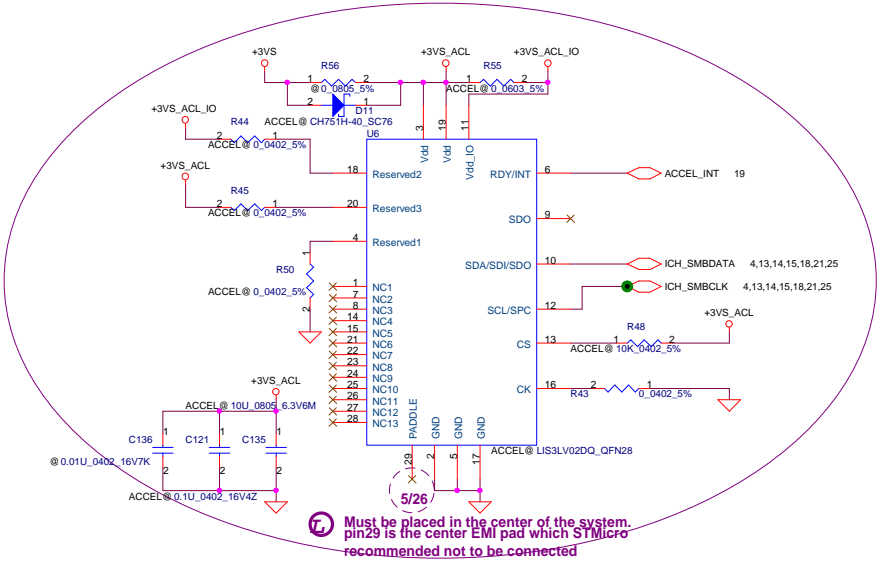 +3VS
+3VS_ACL
+3VS_ACL_IO
R56
R55
1
2
1
2
@ 0_0805_5%
ACCEL@ 0_0603_5%
2
1
D11
ACCEL@ CH751H-40_SC76
+3VS_ACL_IO
R44
2
1
ACCEL@ 0_0402_5%
+3VS_ACL
R45
2
1
ACCEL@ 0_0402_5%
U6
3
19
11
Vdd
Vdd
Vdd_IO
18
Reserved2
20
Reserved3
4
Reserved1
RDY/INT
6
ACCEL_INT 19
SDO
9
SDA/SDI/SDO
10
ICH_SMBDATA 4,13,14,15,18,21,25
ICH_SMBCLK 4,13,14,15,18,21,25
SCL/SPC
12
+3VS_ACL
CS
13
R48
1
2
ACCEL@ 10K_0402_5%
CK
16
R43
2
1
0_0402_5%
1
R50
ACCEL@ 0_0402_5%
2
1 NC1
7 NC2
8 NC3
14 NC4
15 NC5
21 NC6
22 NC7
23 NC8
24 NC9
25 NC10
26 NC11
27 NC12
28 NC13
PADDLE
GND
GND
GND
29
2
5
17
ACCEL@ LIS3LV02DQ_QFN28
+3VS_ACL
ACCEL@ 10U_0805_6.3V6M
1
1
1
C136
C121
C135
2
2
2
@ 0.01U_0402_16V7K
ACCEL@ 0.1U_0402_16V4Z
5/26
L
Must be placed in the center of the system.
pin29 is the center EMI pad which STMicro
recommended not to be connected